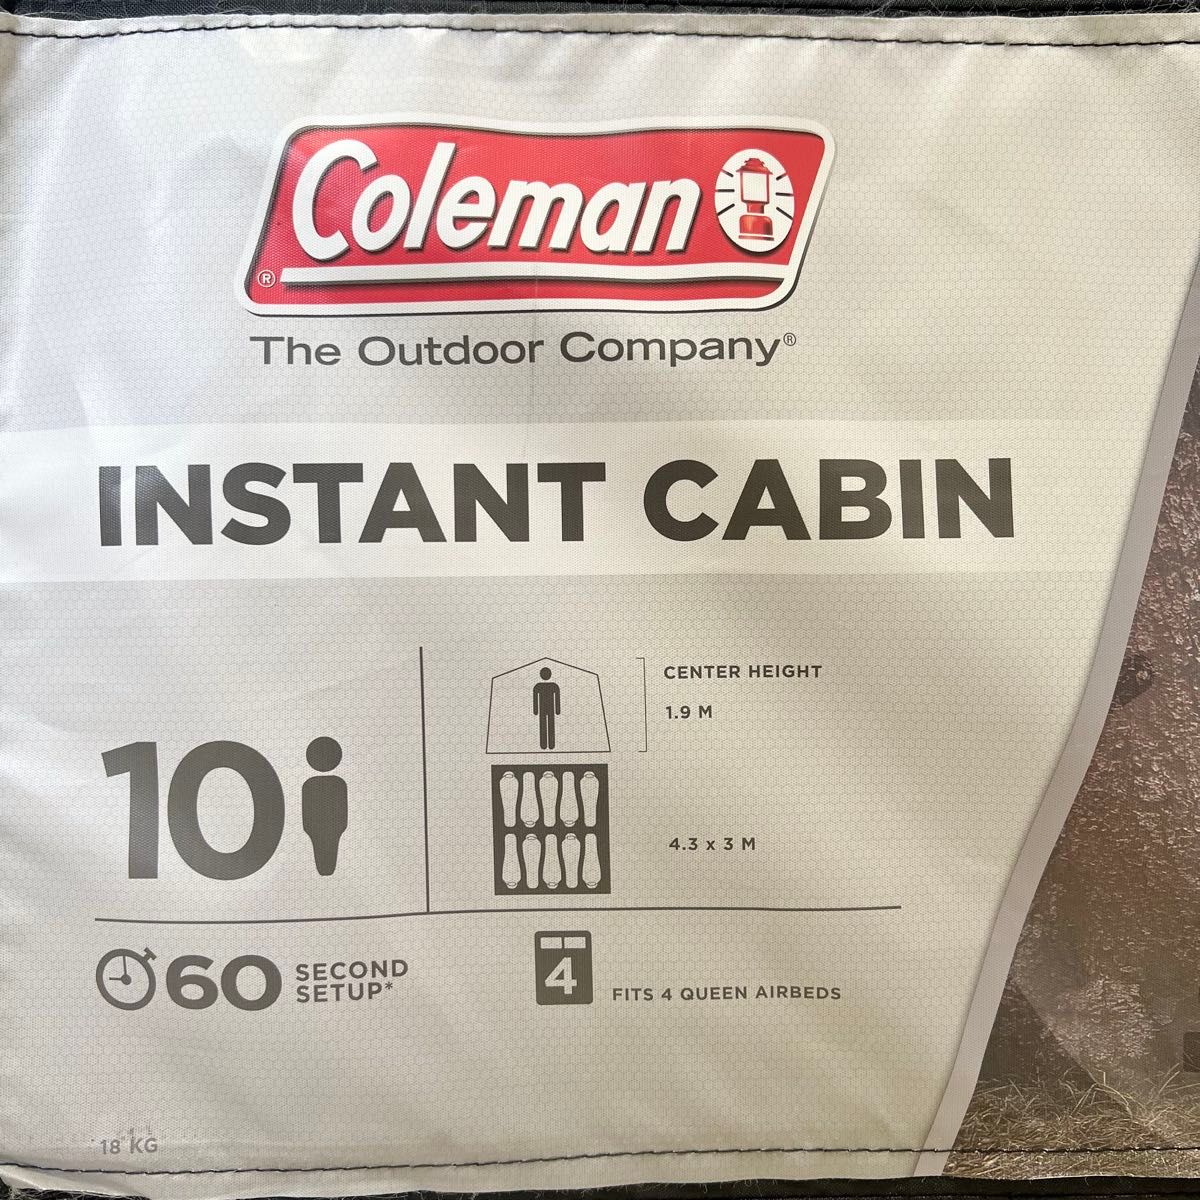 Coleman
®
The Outdoor Company®
INSTANT CABIN
CENTER HEIGHT
1.9 M
10
4.3 x 3 M
60 SECOND
SETUP*
4
FITS 4 QUEEN AIRBEDS
18 KG